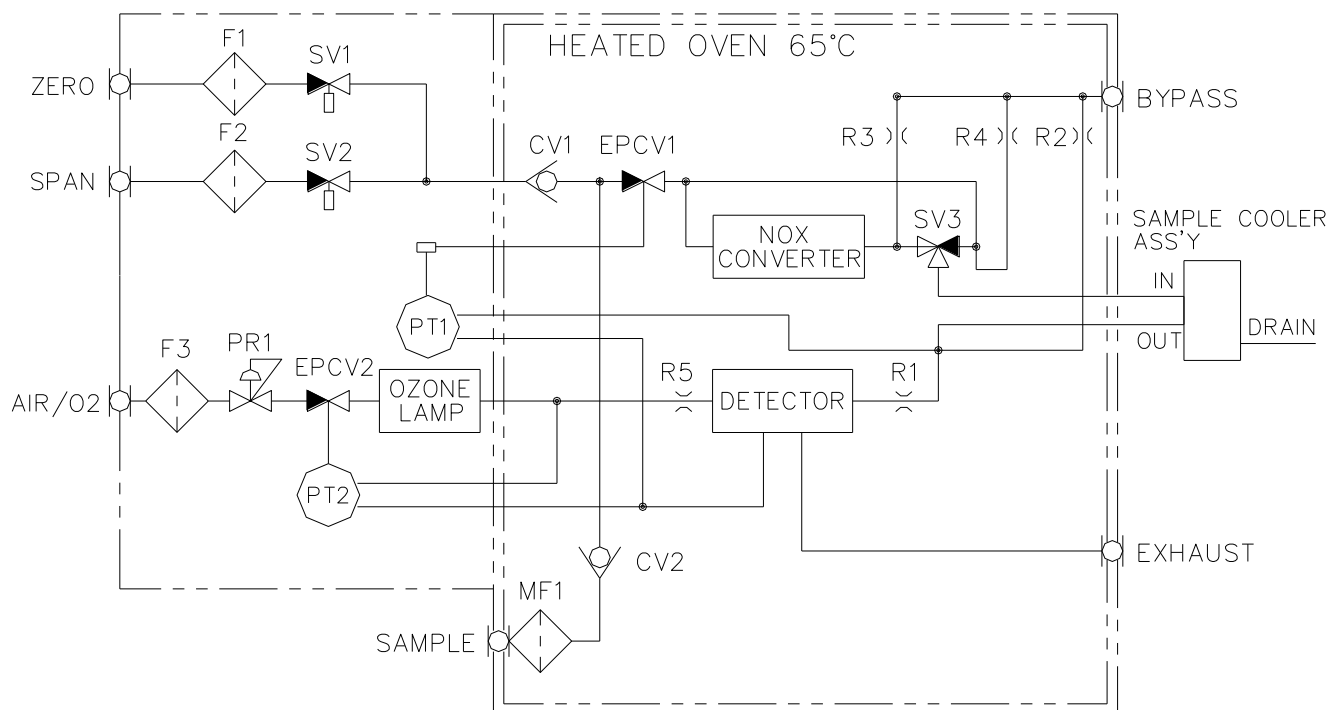 HEATED OVEN 65°C
F1
SV1
ZERO
BYPASS
F2
SV2
CV1
EPCV1
R3
R4
R2
SPAN
SV3
SAMPLE COOLER
ASS'Y
NOX
CONVERTER
IN
PT1
DRAIN
OUT
F3
PR1
EPCV2
R5
R1
AIR/O2
OZONE
LAMP
DETECTOR
PT2
EXHAUST
CV2
MF1
SAMPLE